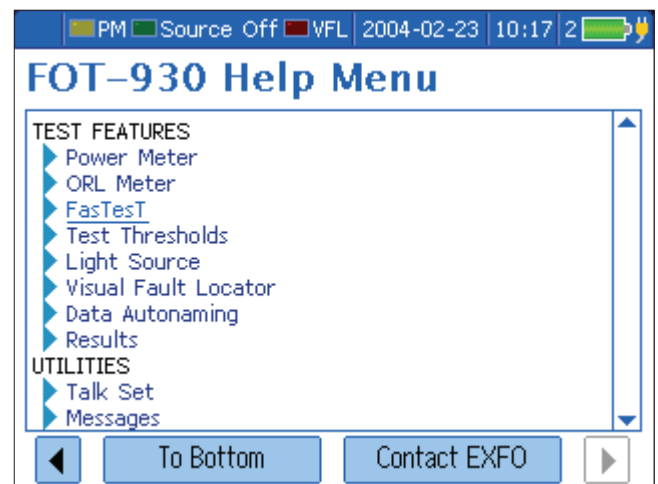 PM Source Off VFL 2004-02-23 10:17 2
FOT-930 Help Menu
TEST FEATURES
Power Meter
ORL Meter
FasTesT
Test Thresholds
Light Source
Visual Fault Locator
Data Autonaming
Results
UTILITIES
Talk Set
Messages
To Bottom Contact EXFO